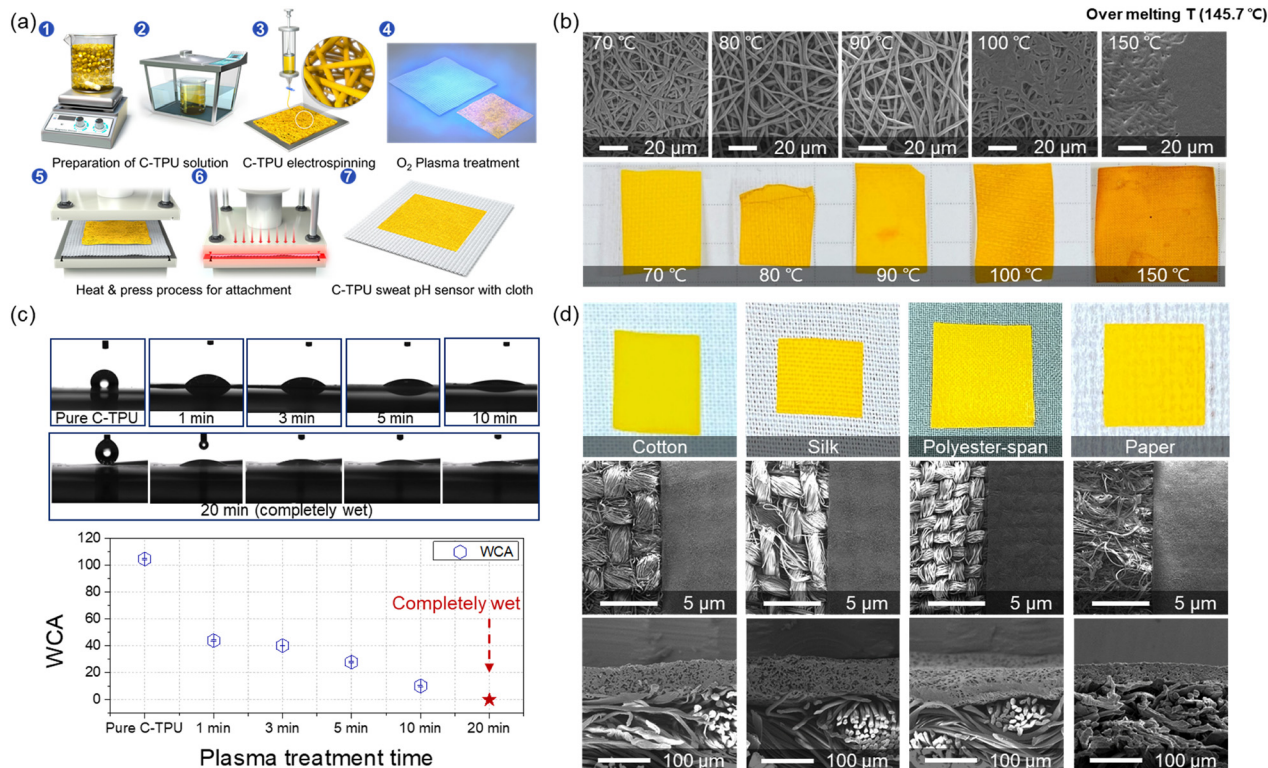 (a)
1
2
3
4
Preparation of C-TPU solution
C-TPU electrospinning
O2 Plasma treatment
5
6
7
Heat & press process for attachment
C-TPU sweat pH sensor with cloth
(b)
Over melting T (145.7 ℃)
70 ℃
80 ℃
90 ℃
100 ℃
150 ℃
20 µm
20 µm
20 µm
20 µm
20 µm
70 ℃
80 ℃
90 ℃
100 ℃
150 ℃
(c)
Pure C-TPU
1 min
3 min
5 min
10 min
20 min (completely wet)
120
100
80
60
40
20
0
WCA
WCA
Completely wet
Pure C-TPU
1 min
3 min
5 min
10 min
20 min
Plasma treatment time
(d)
Cotton
Silk
Polyester-span
Paper
5 µm
5 µm
5 µm
5 µm
100 µm
100 µm
100 µm
100 µm